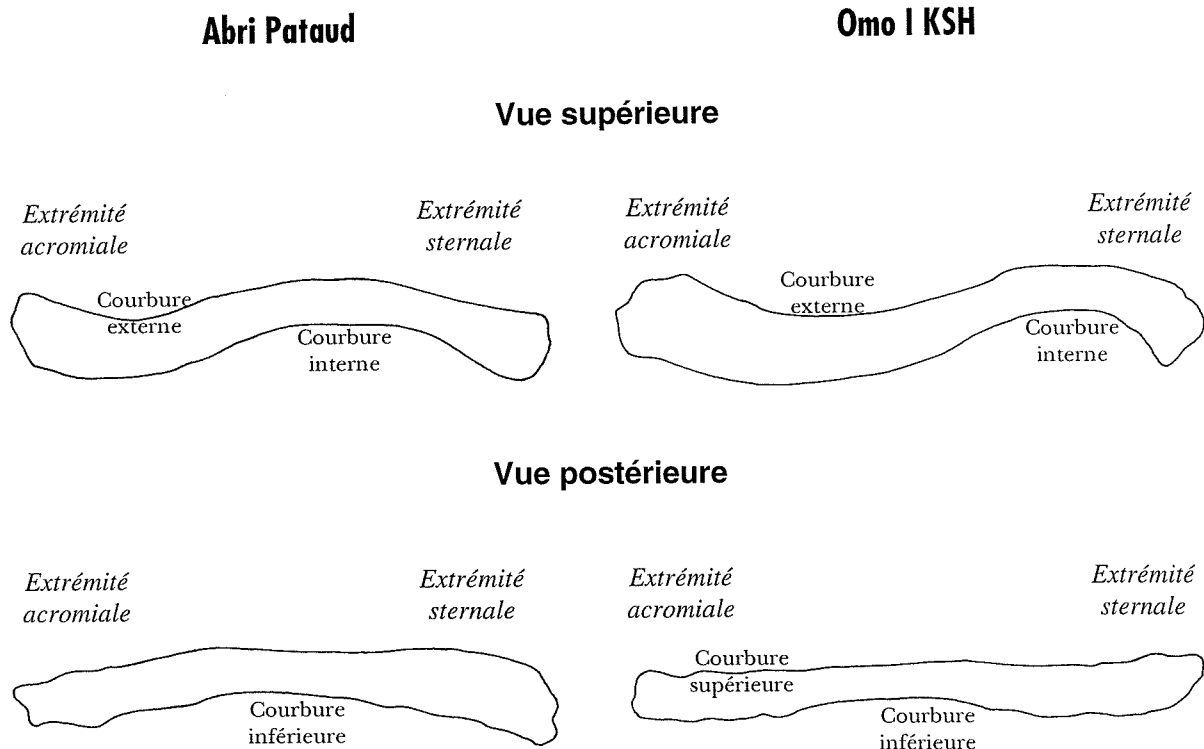 Abri Pataud
Omo I KSH
Vue supérieure
Extrémité
acromiale
Extrémité
sternale
Extrémité
acromiale
Extrémité
sternale
Courbure
externe
Courbure
interne
Courbure
externe
Courbure
interne
Vue postérieure
Extrémité
acromiale
Extrémité
sternale
Extrémité
acromiale
Extrémité
sternale
Courbure
inférieure
Courbure
supérieure
Courbure
inférieure